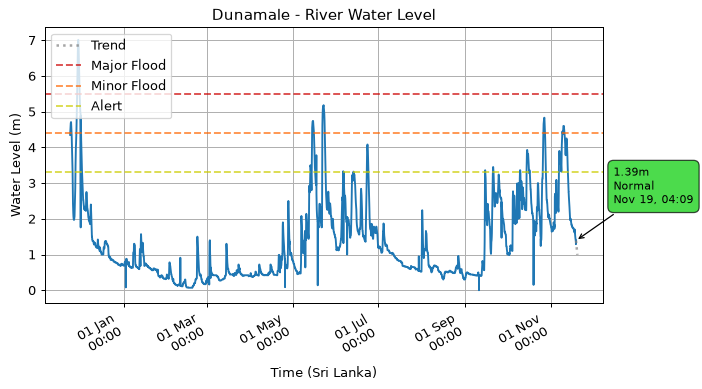 Dunamale - River Water Level
Water Level (m)
7
6
5
4
3
2
1
0
Trend
Major Flood
Minor Flood
Alert
1.39m
Normal
Nov 19, 04:09
01 Jan
00:00
01 Mar
00:00
01 May
00:00
01 Jul
00:00
01 Sep
00:00
01 Nov
00:00
Time (Sri Lanka)